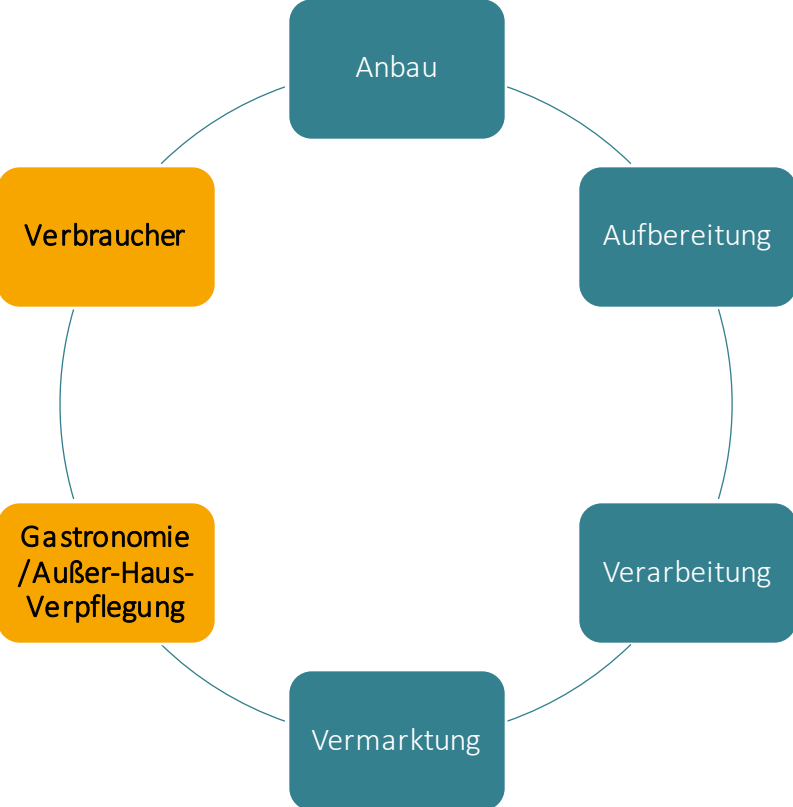 Anbau
Aufbereitung
Verarbeitung
Vermarktung
Gastronomie
/Außer-Haus-
Verpflegung
Verbraucher